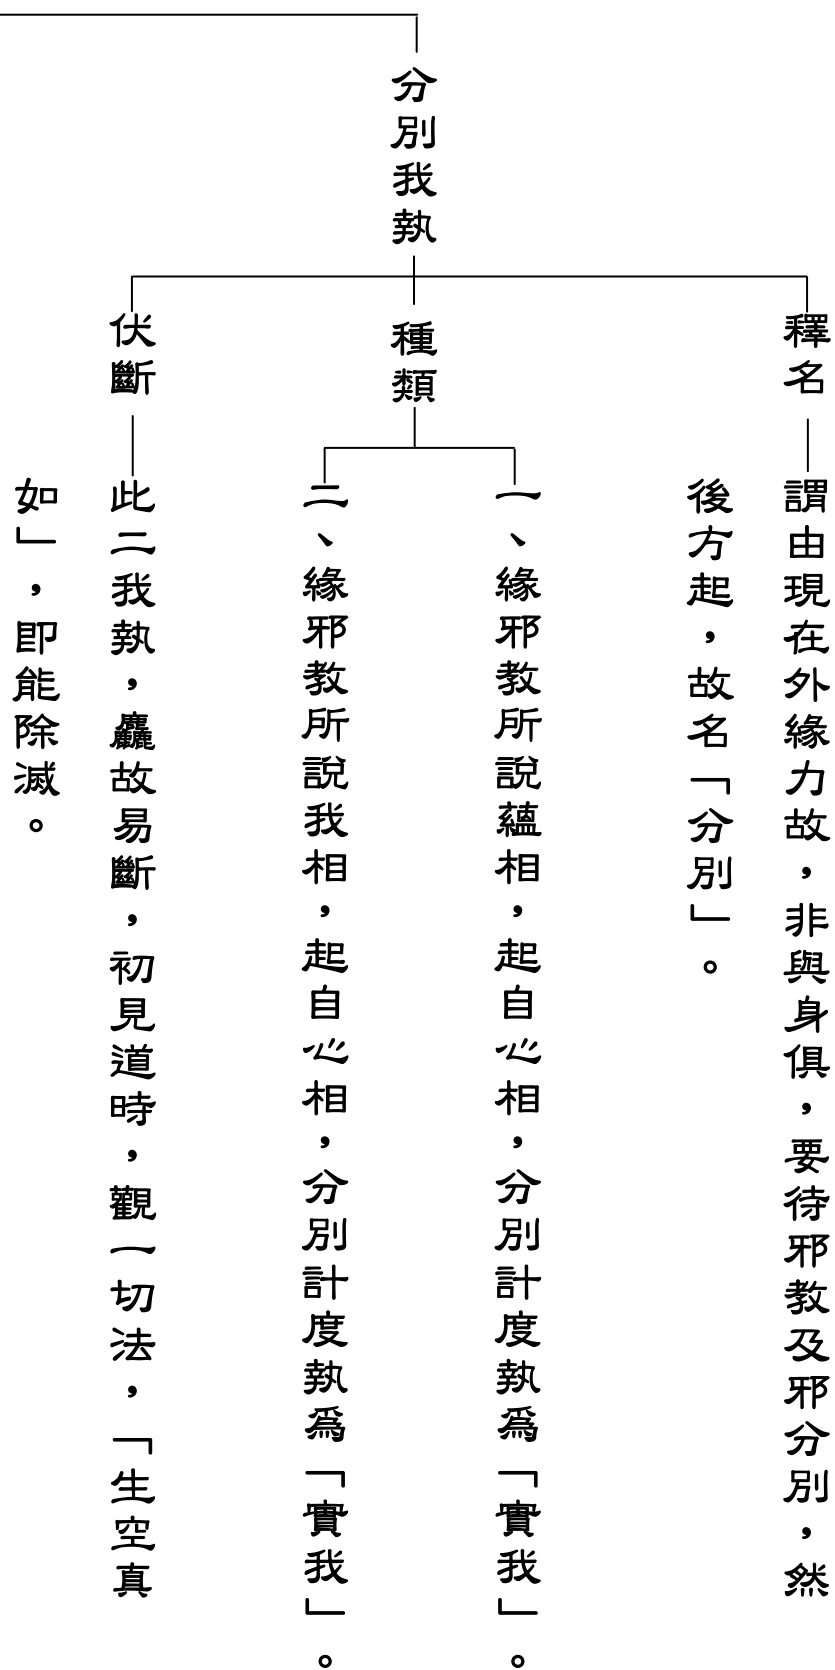 分別我執
釋名
謂由現在外緣力故，非與身俱，要待邪教及邪分別，然
後方起，故名「分別」。
種類
一、緣邪教所說蘊相，起自心相，分別計度執為「實我」。
二、緣邪教所說我相，起自心相，分別計度執為「實我」。
伏斷
此二我執，麤故易斷，初見道時，觀一切法，「生空真
如」，即能除滅。